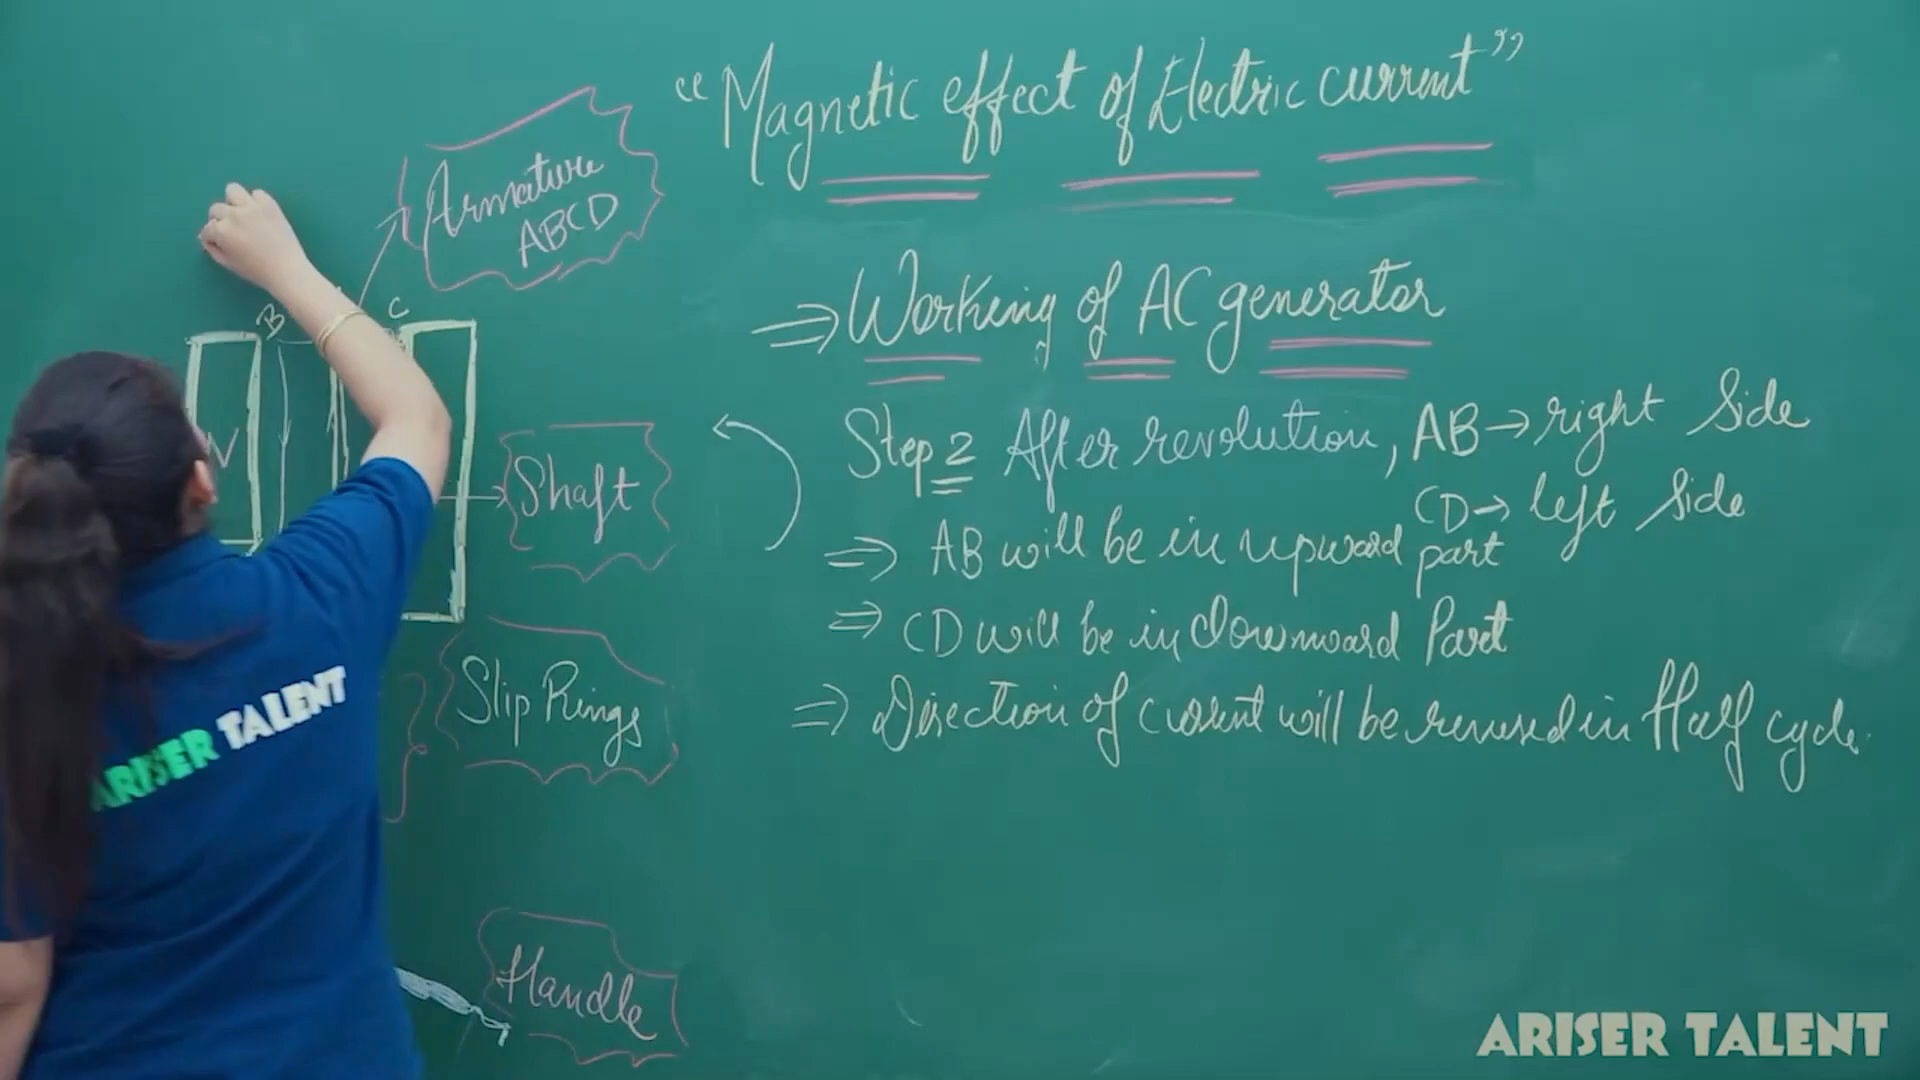 "Magnetic effect of Electric current"
Armature
ABCD
⇒ Working of AC generator
B
C
N
Step 2 After revolution, AB → right side
CD → left side
⇒ AB will be in upward part
⇒ CD will be in downward Part
⇒ Direction of current will be reversed in Half cycle.
Shaft
Slip Rings
Handle
ARISER TALENT
ARISER TALENT